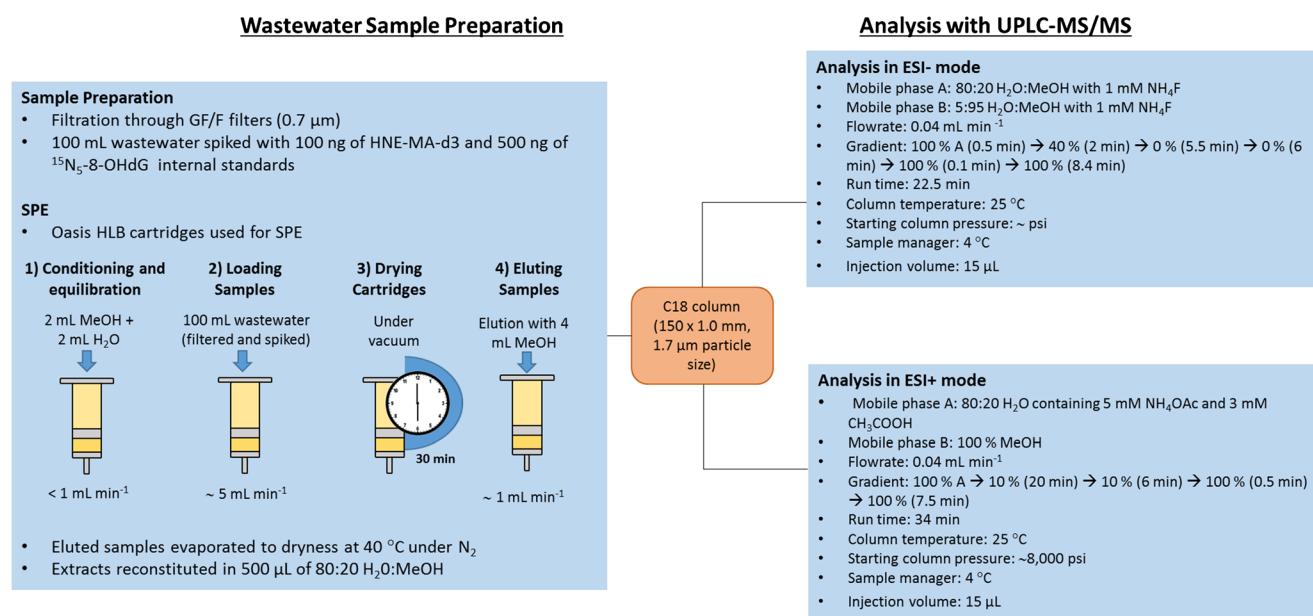 Wastewater Sample Preparation
Sample Preparation
• Filtration through GF/F filters (0.7 µm)
• 100 mL wastewater spiked with 100 ng of HNE-MA-d3 and 500 ng of
¹⁵N₅-8-OHdG internal standards
SPE
• Oasis HLB cartridges used for SPE
1) Conditioning and
equilibration
2 mL MeOH +
2 mL H₂O
< 1 mL min⁻¹
2) Loading
Samples
100 mL wastewater
(filtered and spiked)
~ 5 mL min⁻¹
3) Drying
Cartridges
Under
vacuum
30 min
4) Eluting
Samples
Elution with 4
mL MeOH
~ 1 mL min⁻¹
• Eluted samples evaporated to dryness at 40 °C under N₂
• Extracts reconstituted in 500 µL of 80:20 H₂0:MeOH
C18 column
(150 x 1.0 mm,
1.7 µm particle
size)
Analysis with UPLC-MS/MS
Analysis in ESI- mode
• Mobile phase A: 80:20 H₂O:MeOH with 1 mM NH₄F
• Mobile phase B: 5:95 H₂O:MeOH with 1 mM NH₄F
• Flowrate: 0.04 mL min ⁻¹
• Gradient: 100 % A (0.5 min) → 40 % (2 min) → 0 % (5.5 min) → 0 % (6
min) → 100 % (0.1 min) → 100 % (8.4 min)
• Run time: 22.5 min
• Column temperature: 25 °C
• Starting column pressure: ~ psi
• Sample manager: 4 °C
• Injection volume: 15 µL
Analysis in ESI+ mode
• Mobile phase A: 80:20 H₂O containing 5 mM NH₄OAc and 3 mM
CH₃COOH
• Mobile phase B: 100 % MeOH
• Flowrate: 0.04 mL min⁻¹
• Gradient: 100 % A → 10 % (20 min) → 10 % (6 min) → 100 % (0.5 min)
→ 100 % (7.5 min)
• Run time: 34 min
• Column temperature: 25 °C
• Starting column pressure: ~8,000 psi
• Sample manager: 4 °C
• Injection volume: 15 µL